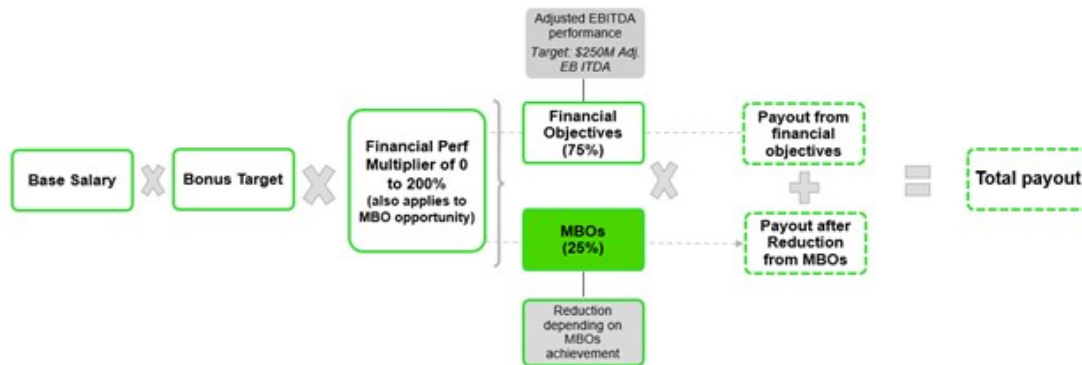 Adjusted EBITDA
performance
Target: $250M Adj.
EB ITDA
Base Salary
Bonus Target
Financial Perf
Multiplier of 0
to 200%
(also applies to
MBO opportunity)
Financial
Objectives
(75%)
Payout from
financial
objectives
Total payout
MBOs
(25%)
Payout after
Reduction
from MBOs
Reduction
depending on
MBOs
achievement